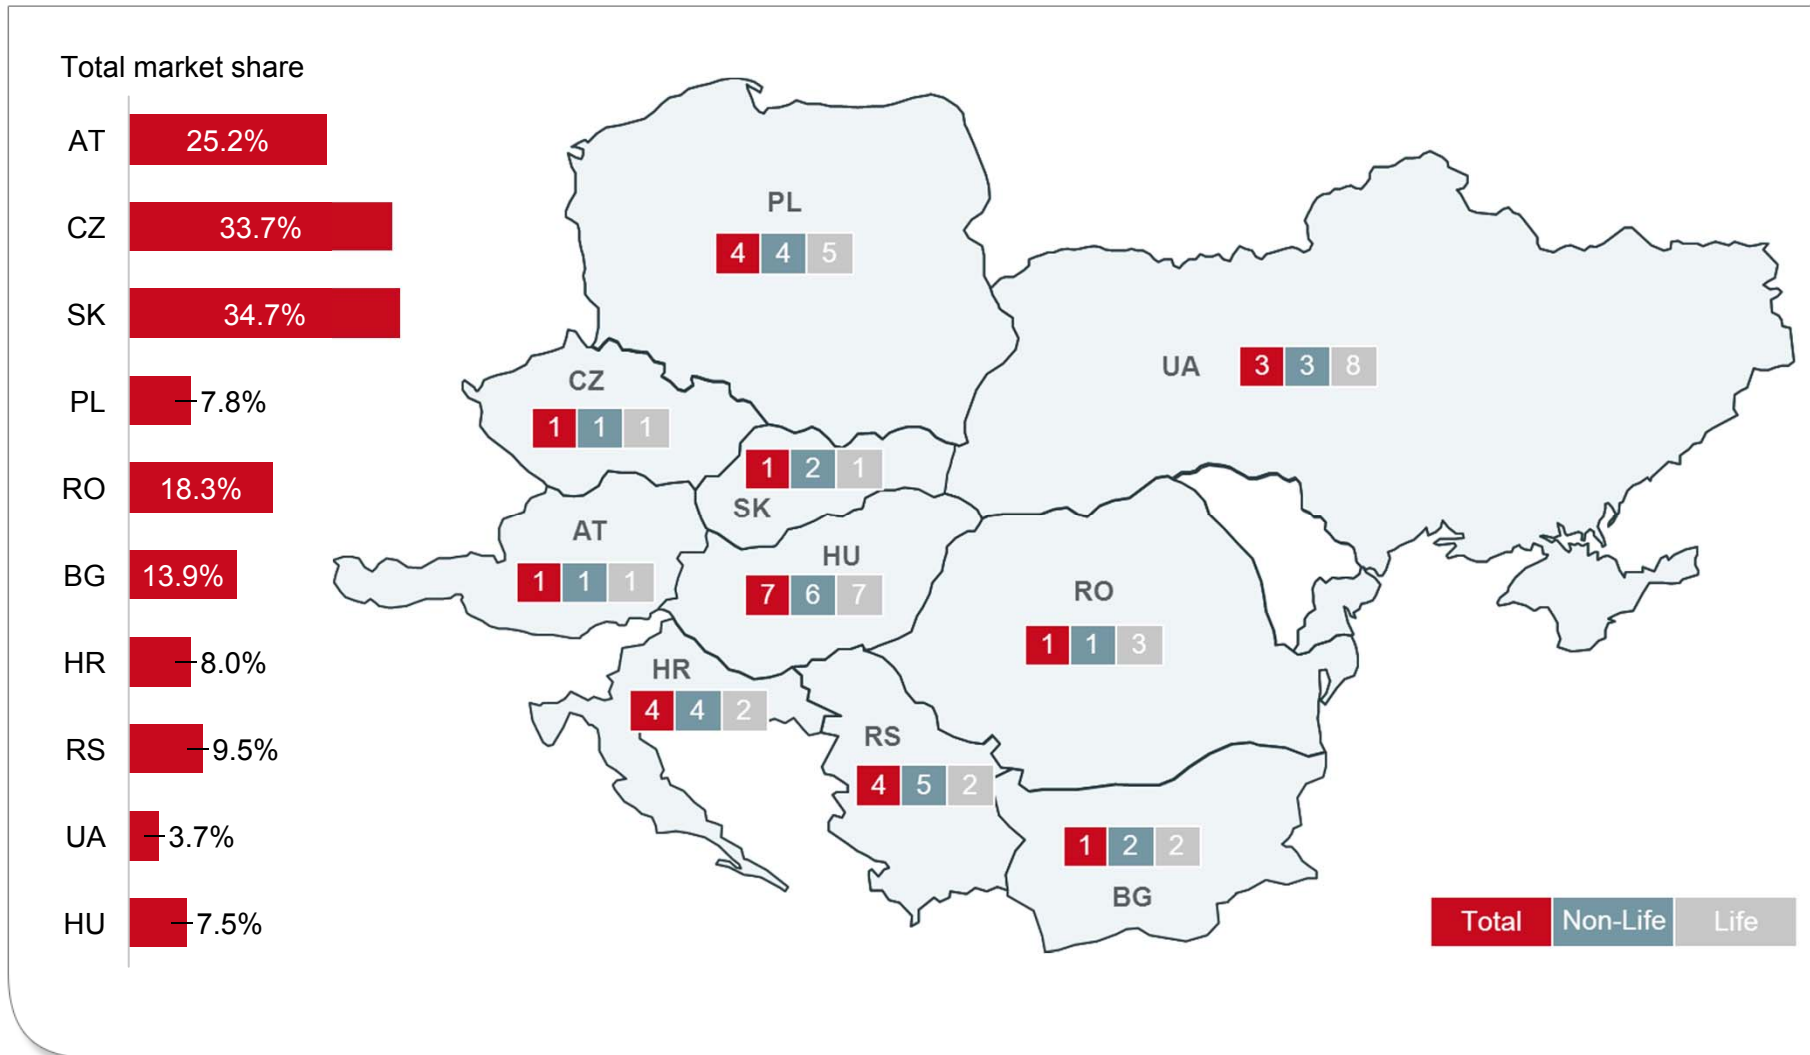 Total market share
AT 25.2%
CZ 33.7%
SK 34.7%
PL 7.8%
RO 18.3%
BG 13.9%
HR 8.0%
RS 9.5%
UA 3.7%
HU 7.5%
PL
4 4 5
UA 3 3 8
CZ
1 1 1
1 2 1
SK
AT
1 1 1
HU
7 6 7
RO
1 1 3
HR
4 4 2
RS
4 5 2
1 2 2
BG
Total Non-Life Life